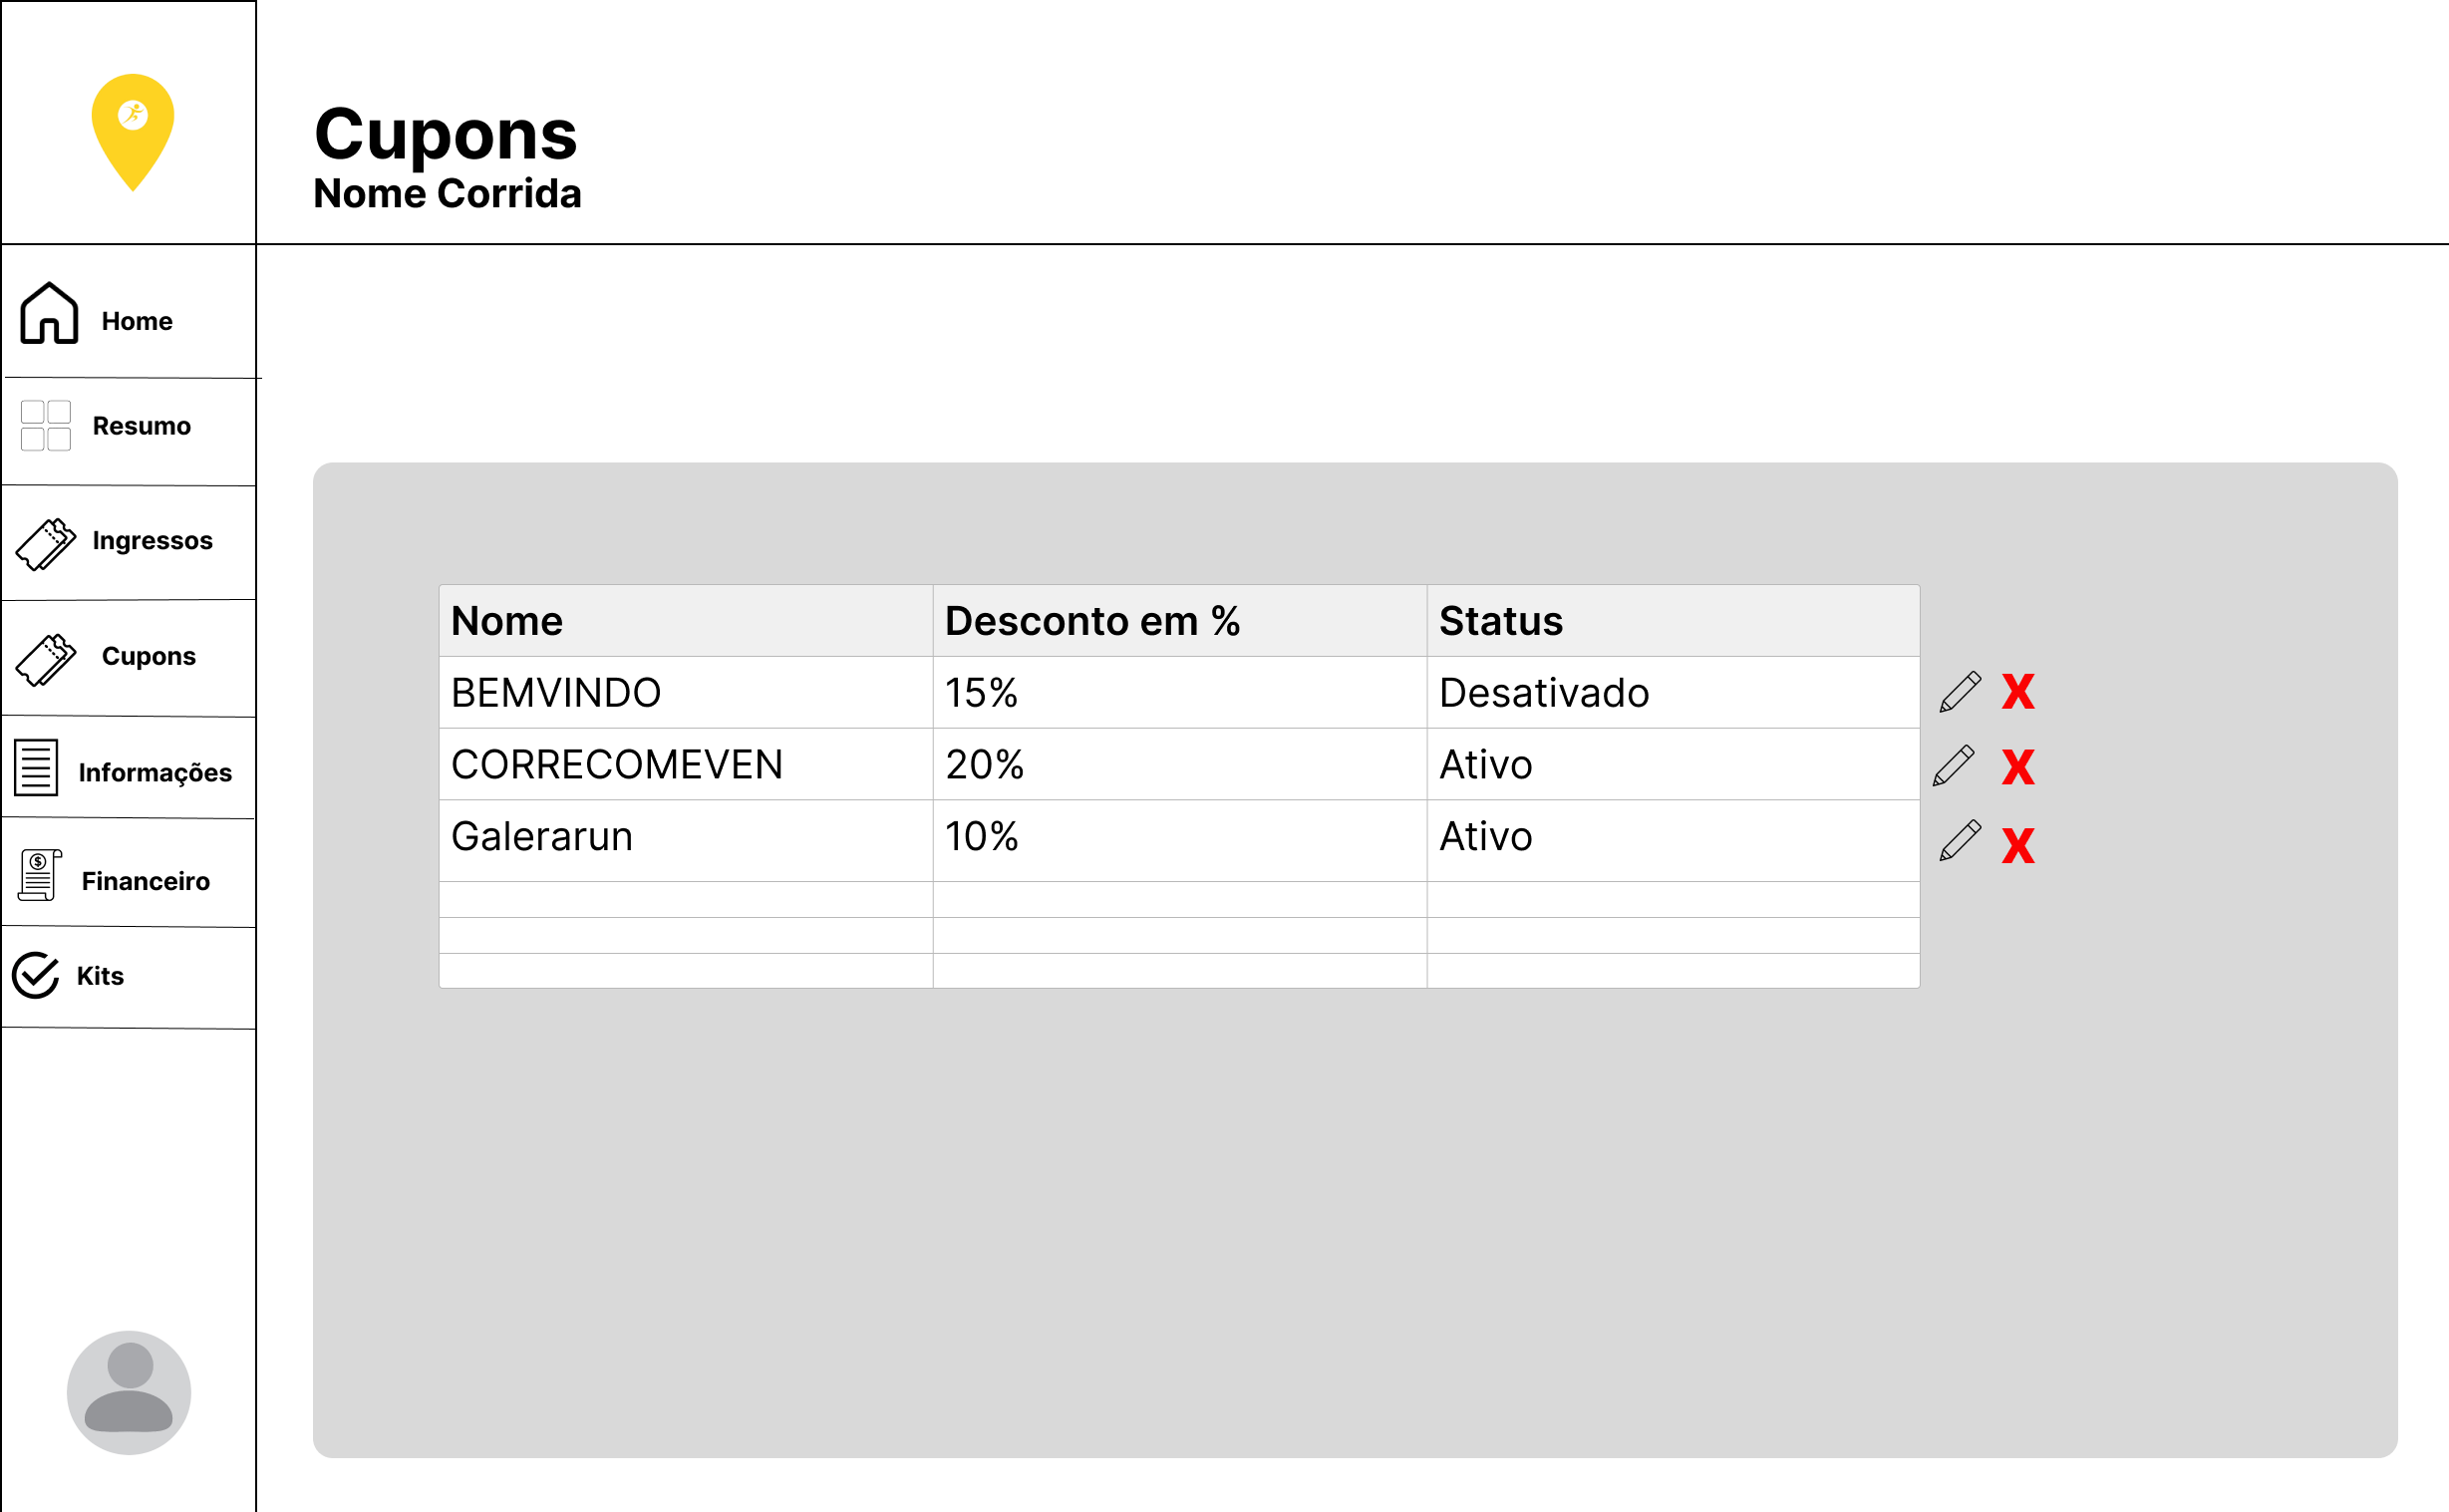 Cupons
Nome Corrida
Home
Resumo
Ingressos
Cupons
Informações
Financeiro
Kits
Nome Desconto em % Status
BEMVINDO 15% Desativado X
CORRECOMEVEN 20% Ativo X
Galerarun 10% Ativo X